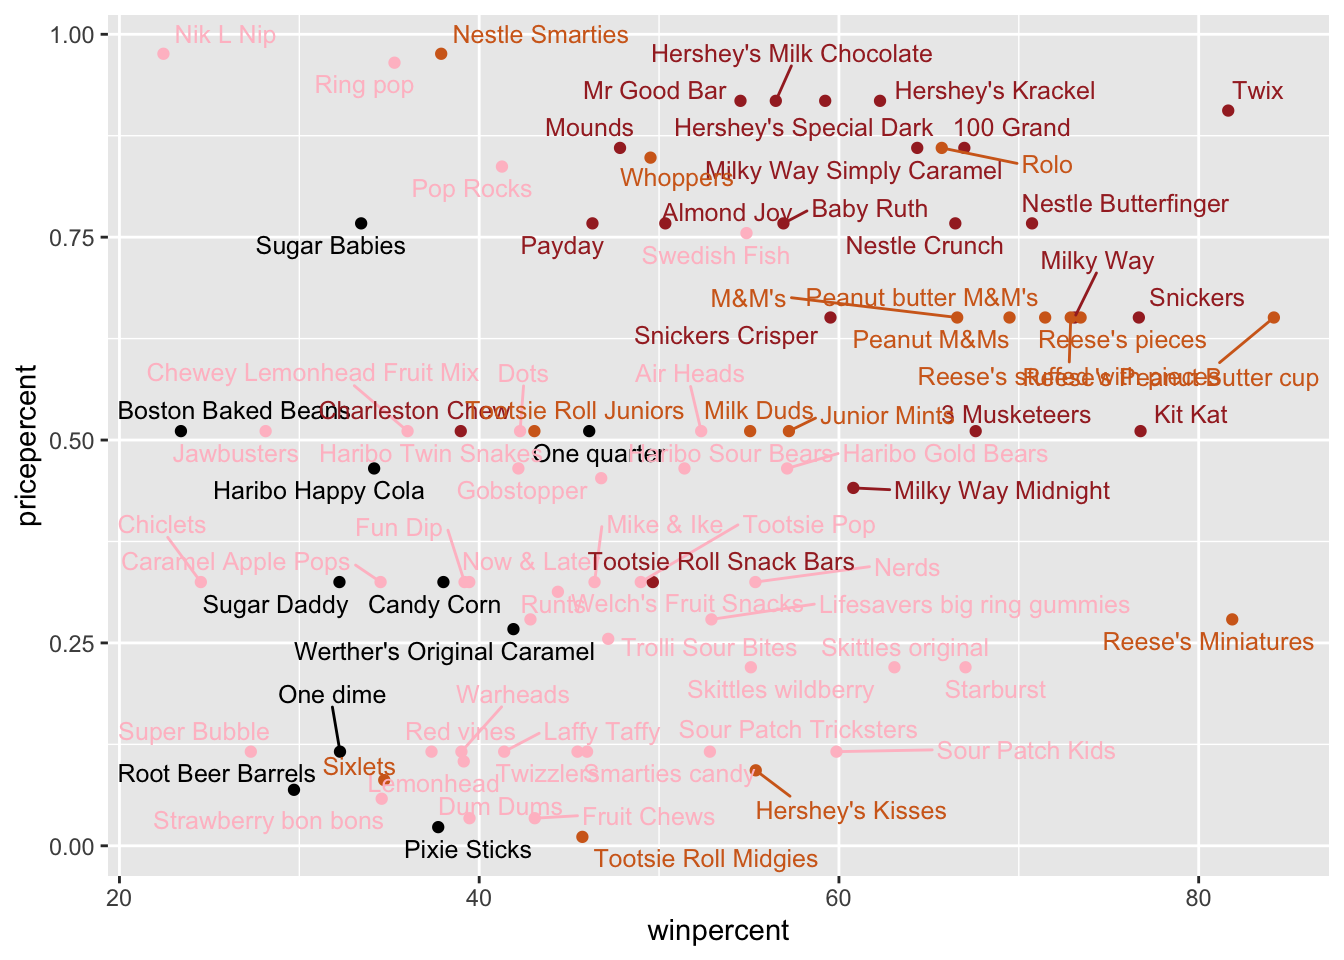 1.00
Nik L Nip
Nestle Smarties
Hershey's Milk Chocolate
Ring pop
Mr Good Bar
Hershey's Krackel
Twix
Mounds
Hershey's Special Dark
100 Grand
Whoppers
Milky Way Simply Caramel
Rolo
Pop Rocks
Almond Joy
Baby Ruth
Nestle Butterfinger
0.75
Sugar Babies
Payday
Swedish Fish
Nestle Crunch
Milky Way
M&M's
Peanut butter M&M's
Snickers
Snickers Crisper
Peanut M&Ms
Reese's pieces
Chewey Lemonhead Fruit Mix
Dots
Air Heads
Reese's stuffed with pieces
Reese's Peanut Butter cup
Boston Baked Beans
Charleston Chew
Tootsie Roll Juniors
Milk Duds
Junior Mints
3 Musketeers
Kit Kat
0.50
Jawbusters
Haribo Twin Snakes
One quarter
Haribo Sour Bears
Haribo Gold Bears
Haribo Happy Cola
Gobstopper
Milky Way Midnight
Chiclets
Fun Dip
Mike & Ike
Tootsie Pop
Caramel Apple Pops
Now & Later
Tootsie Roll Snack Bars
Nerds
Sugar Daddy
Candy Corn
Runts
Welch's Fruit Snacks
Lifesavers big ring gummies
0.25
Werther's Original Caramel
Trolli Sour Bites
Skittles original
Reese's Miniatures
One dime
Warheads
Skittles wildberry
Starburst
Super Bubble
Red vines
Laffy Taffy
Sour Patch Tricksters
Sour Patch Kids
Root Beer Barrels
Sixlets
Lemonhead
Twizzlers
Smarties candy
Strawberry bon bons
Dum Dums
Fruit Chews
Hershey's Kisses
0.00
Pixie Sticks
Tootsie Roll Midgies
20
40
60
80
winpercent
pricepercent